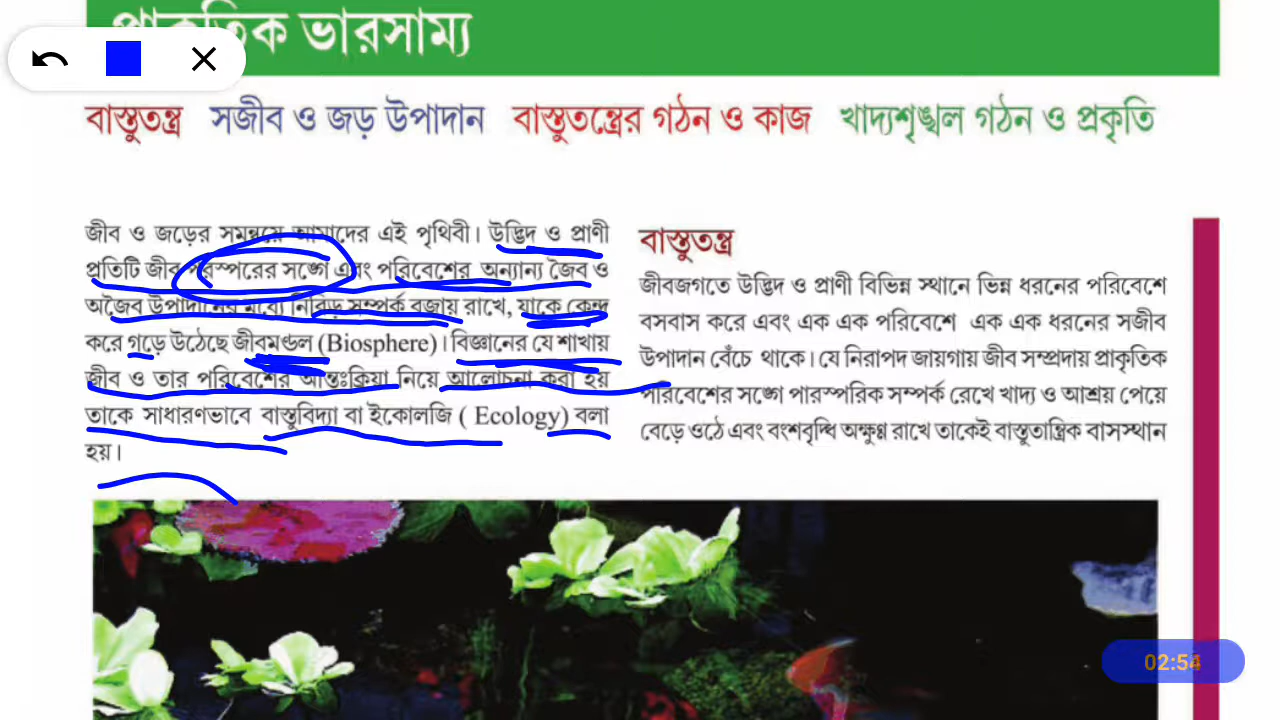 প্রাকৃতিক ভারসাম্য
বাস্তুতন্ত্র সজীব ও জড় উপাদান বাস্তুতন্ত্রের গঠন ও কাজ খাদ্যশৃঙ্খল গঠন ও প্রকৃতি
জীব ও জড়ের সমন্বয়ে আমাদের এই পৃথিবী। উদ্ভিদ ও প্রাণী
প্রতিটি জীব পরস্পরের সঙ্গে এবং পরিবেশের অন্যান্য জৈব ও
অজৈব উপাদানের মধ্যে নিবিড় সম্পর্ক বজায় রাখে, যাকে কেন্দ্র
করে গড়ে উঠেছে জীবমণ্ডল (Biosphere)। বিজ্ঞানের যে শাখায়
জীব ও তার পরিবেশের আন্তঃক্রিয়া নিয়ে আলোচনা করা হয়
তাকে সাধারণভাবে বাস্তুবিদ্যা বা ইকোলজি ( Ecology) বলা
হয়।
বাস্তুতন্ত্র
জীবজগতে উদ্ভিদ ও প্রাণী বিভিন্ন স্থানে ভিন্ন ধরনের পরিবেশে
বসবাস করে এবং এক এক পরিবেশে এক এক ধরনের সজীব
উপাদান বেঁচে থাকে। যে নিরাপদ জায়গায় জীব সম্প্রদায় প্রাকৃতিক
পরিবেশের সঙ্গে পারস্পরিক সম্পর্ক রেখে খাদ্য ও আশ্রয় পেয়ে
বেড়ে ওঠে এবং বংশবৃদ্ধি অক্ষুণ্ণ রাখে তাকেই বাস্তুতান্ত্রিক বাসস্থান
02:54